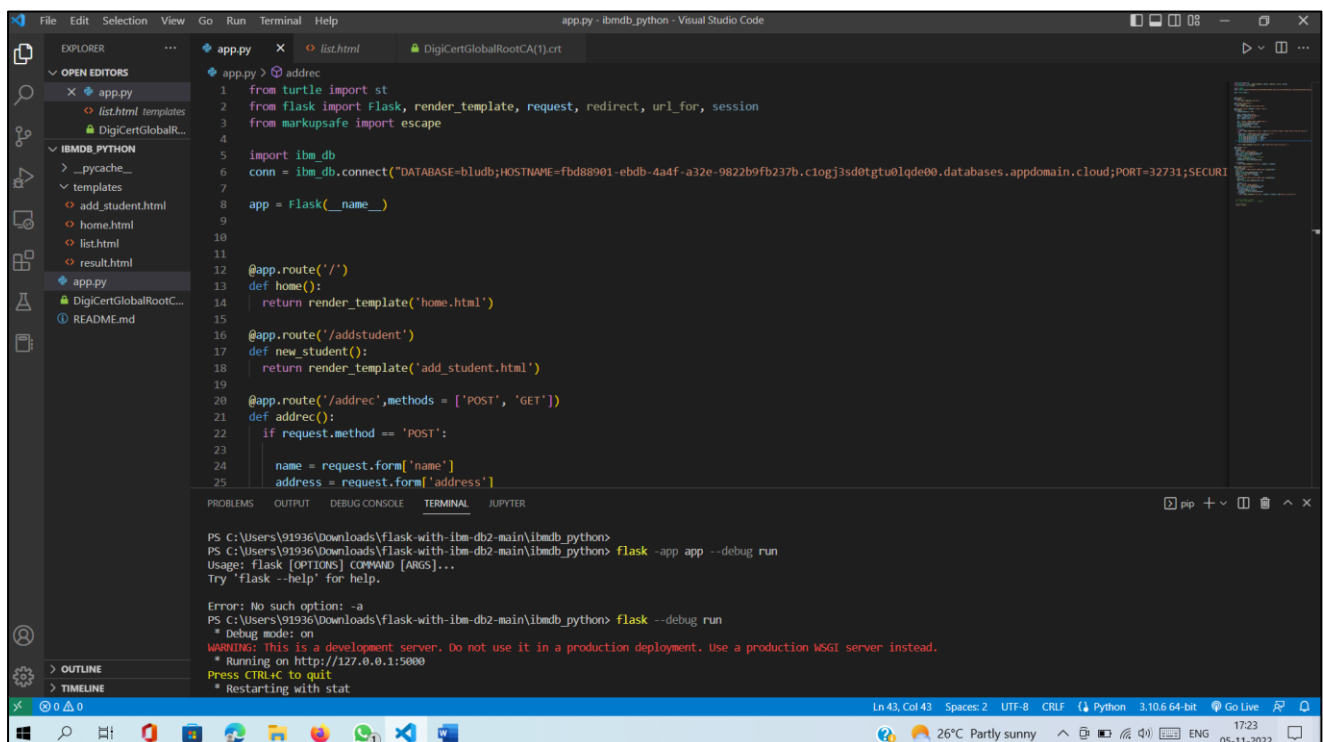 File Edit Selection View Go Run Terminal Help
app.py - ibmdb_python - Visual Studio Code
EXPLORER
OPEN EDITORS
app.py
list.html templates
DigiCertGlobalR...
IBMDB_PYTHON
__pycache__
templates
add_student.html
home.html
list.html
result.html
app.py
DigiCertGlobalRootC...
README.md
OUTLINE
TIMELINE
app.py
list.html
DigiCertGlobalRootCA(1).crt
app.py > addrec
1 from turtle import st
2 from flask import Flask, render_template, request, redirect, url_for, session
3 from markupsafe import escape
4
5 import ibm_db
6 conn = ibm_db.connect("DATABASE=bludb;HOSTNAME=fbd88901-ebdb-4a4f-a32e-9822b9fb237b.c1ogj3sd0tgtu0lqde00.databases.appdomain.cloud;PORT=32731;SECURI
7
8 app = Flask(__name__)
9
10
11
12 @app.route('/')
13 def home():
14 return render_template('home.html')
15
16 @app.route('/addstudent')
17 def new_student():
18 return render_template('add_student.html')
19
20 @app.route('/addrec',methods = ['POST', 'GET'])
21 def addrec():
22 if request.method == 'POST':
23
24 name = request.form['name']
25 address = request.form['address']
PROBLEMS OUTPUT DEBUG CONSOLE TERMINAL JUPYTER
pip
PS C:\Users\91936\Downloads\flask-with-ibm-db2-main\ibmdb_python>
PS C:\Users\91936\Downloads\flask-with-ibm-db2-main\ibmdb_python> flask -app app --debug run
Usage: flask [OPTIONS] COMMAND [ARGS]...
Try 'flask --help' for help.
Error: No such option: -a
PS C:\Users\91936\Downloads\flask-with-ibm-db2-main\ibmdb_python> flask --debug run
* Debug mode: on
WARNING: This is a development server. Do not use it in a production deployment. Use a production WSGI server instead.
* Running on http://127.0.0.1:5000
Press CTRL+C to quit
* Restarting with stat
0 0
Ln 43, Col 43 Spaces: 2 UTF-8 CRLF Python 3.10.6 64-bit Go Live
26°C Partly sunny
ENG
17:23
05-11-2022